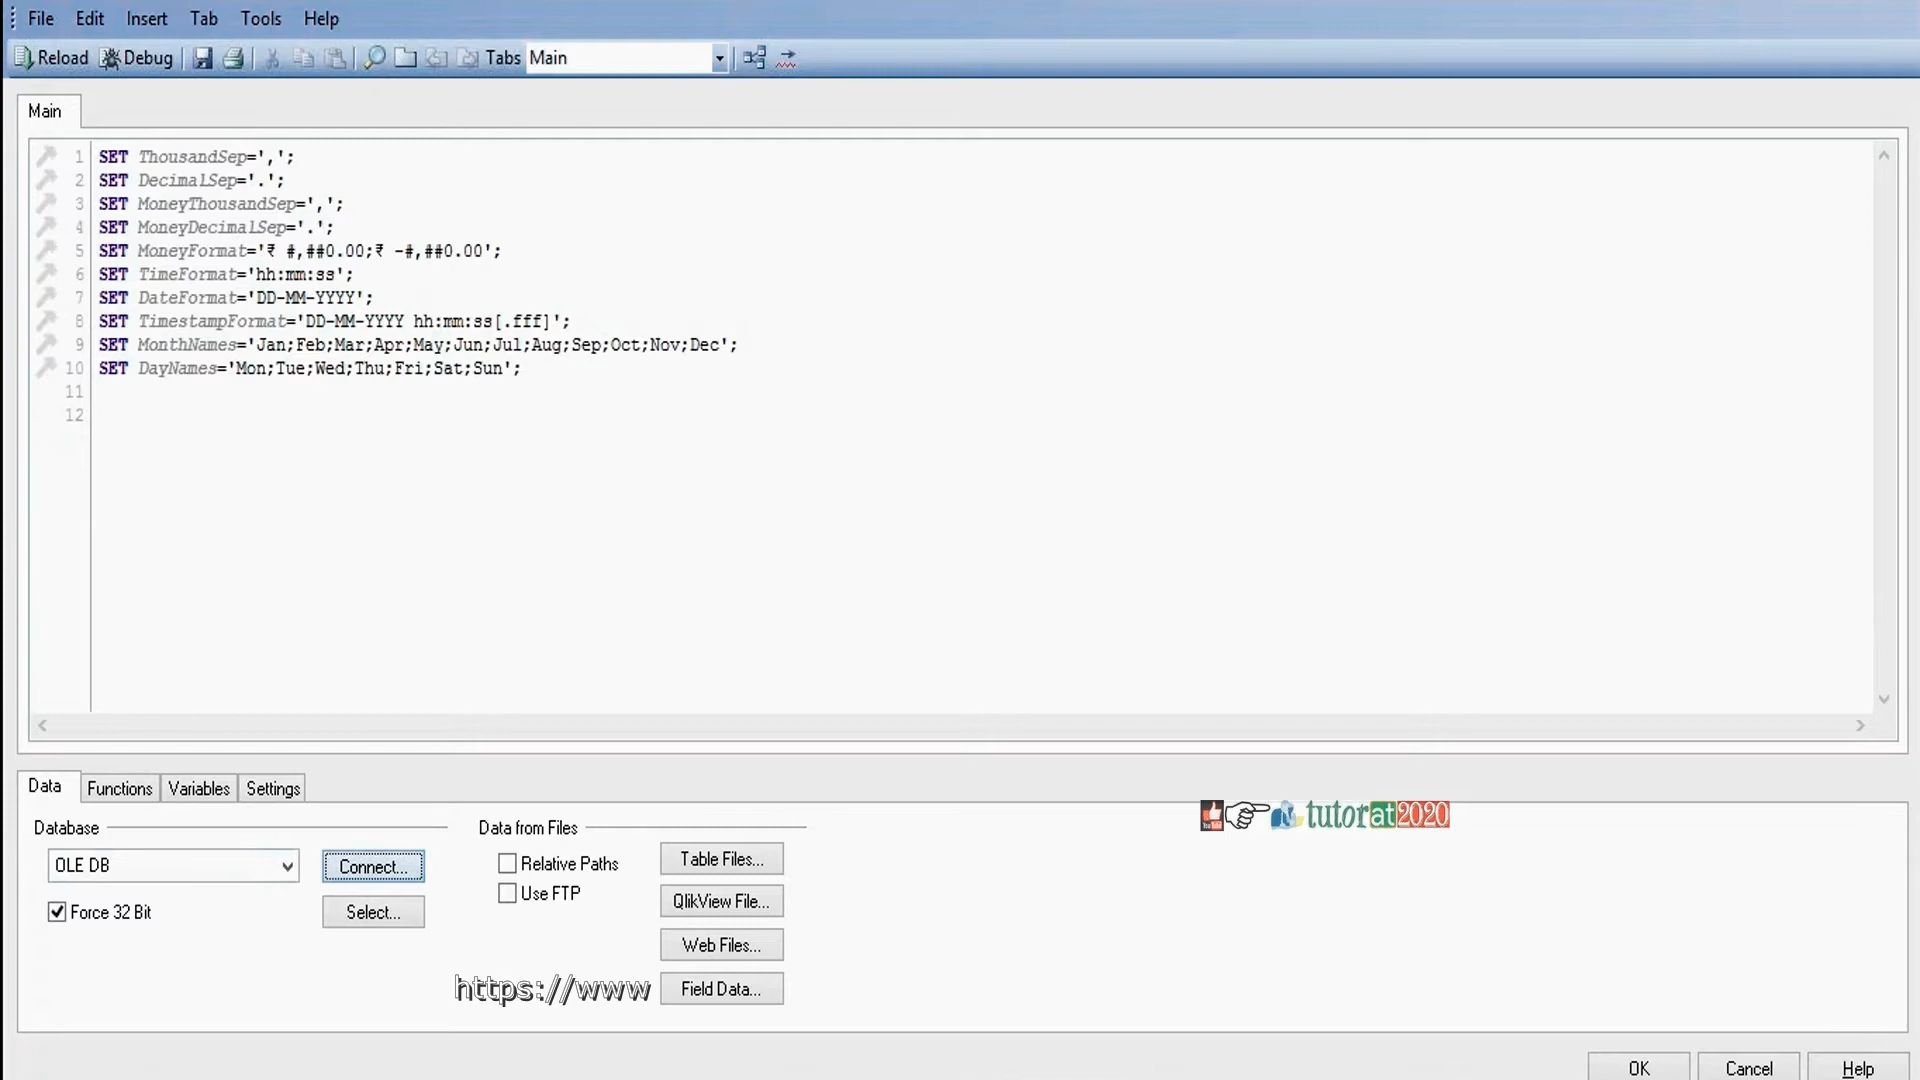 File Edit Insert Tab Tools Help
Reload Debug Tabs Main
Main
1 SET ThousandSep=',';
2 SET DecimalSep='.';
3 SET MoneyThousandSep=',';
4 SET MoneyDecimalSep='.';
5 SET MoneyFormat='₹ #,##0.00;₹ -#,##0.00';
6 SET TimeFormat='hh:mm:ss';
7 SET DateFormat='DD-MM-YYYY';
8 SET TimestampFormat='DD-MM-YYYY hh:mm:ss[.fff]';
9 SET MonthNames='Jan;Feb;Mar;Apr;May;Jun;Jul;Aug;Sep;Oct;Nov;Dec';
10 SET DayNames='Mon;Tue;Wed;Thu;Fri;Sat;Sun';
11
12
Data Functions Variables Settings
Database
OLE DB Connect...
Force 32 Bit Select...
Data from Files
Relative Paths Table Files...
Use FTP QlikView File...
Web Files...
https://www Field Data...
tutorat2020
OK Cancel Help